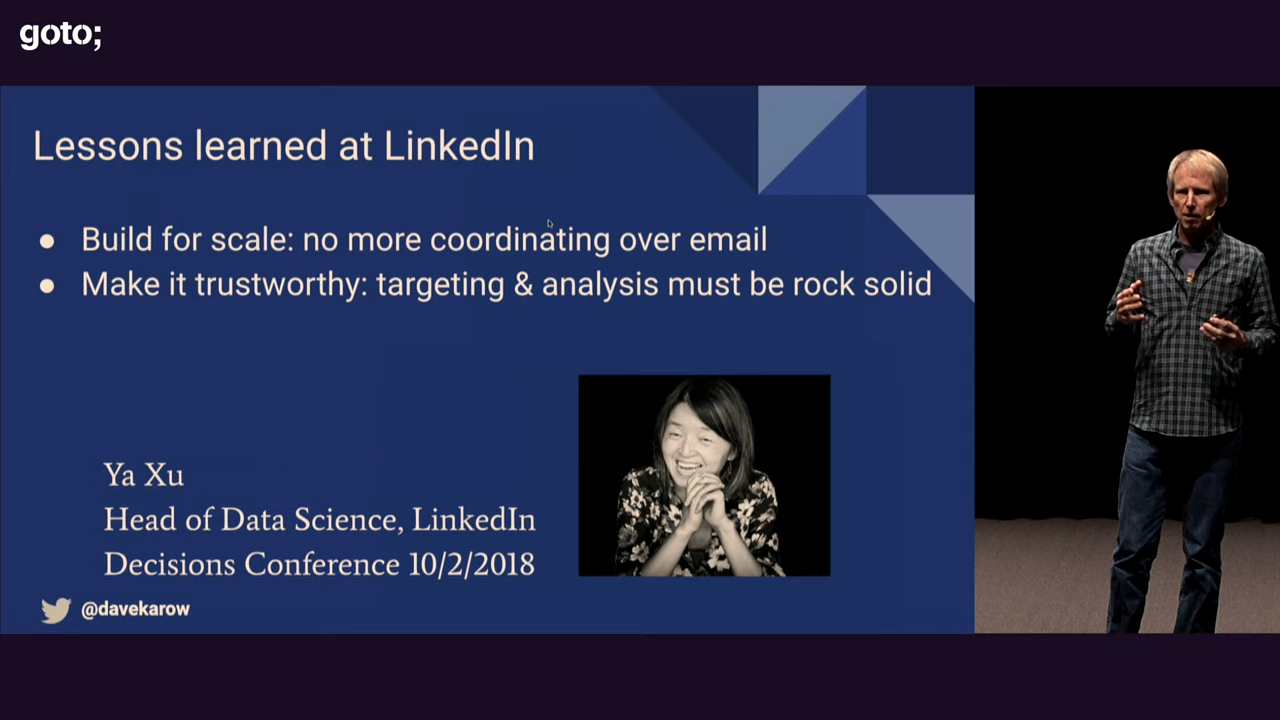 goto;
Lessons learned at LinkedIn
● Build for scale: no more coordinating over email
● Make it trustworthy: targeting & analysis must be rock solid
Ya Xu
Head of Data Science, LinkedIn
Decisions Conference 10/2/2018
@davekarow